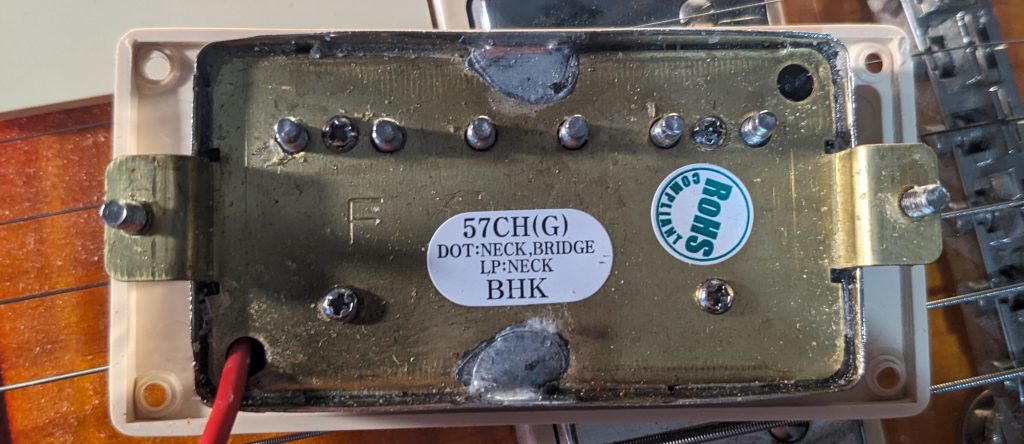 F
57CH(G)
DOT:NECK,BRIDGE
LP:NECK
BHK
RoHS
COMPLIANT